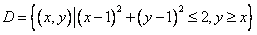 D = {(x, y)|(x−1)² + (y−1)² ≤ 2, y ≥ x}